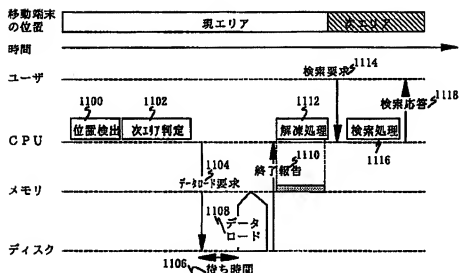 移動端末
の位置
現エリア
次エリア
時間
ユーザ
検索要求
1114
1118
検索応答
1100
1102
1112
位置検出
次エリア判定
解凍処理
検索処理
CPU
1104
終了報告
1110
1116
データロード要求
メモリ
1108
データ
ロード
ディスク
1106
待ち時間